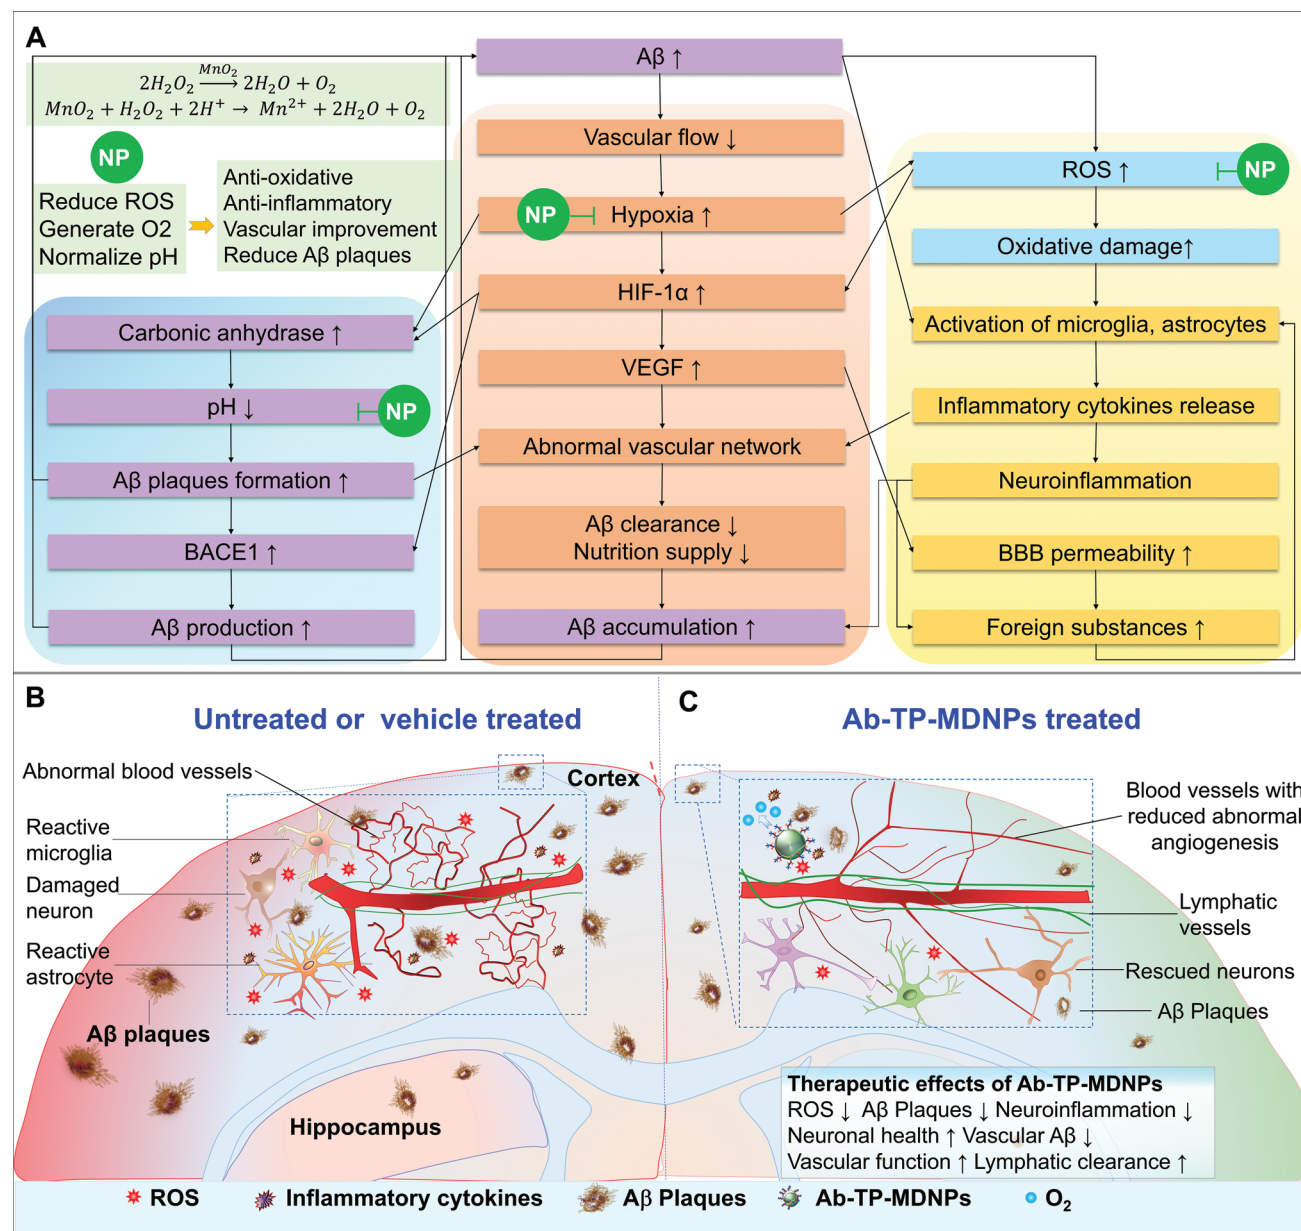 A
2H₂O₂ —MnO₂→ 2H₂O + O₂
MnO₂ + H₂O₂ + 2H⁺ → Mn²⁺ + 2H₂O + O₂
NP
Reduce ROS
Generate O2
Normalize pH
Anti-oxidative
Anti-inflammatory
Vascular improvement
Reduce Aβ plaques
Carbonic anhydrase ↑
pH ↓
NP
Aβ plaques formation ↑
BACE1 ↑
Aβ production ↑
Aβ ↑
Vascular flow ↓
NP
Hypoxia ↑
HIF-1α ↑
VEGF ↑
Abnormal vascular network
Aβ clearance ↓
Nutrition supply ↓
Aβ accumulation ↑
ROS ↑
NP
Oxidative damage↑
Activation of microglia, astrocytes
Inflammatory cytokines release
Neuroinflammation
BBB permeability ↑
Foreign substances ↑
B
Untreated or vehicle treated
Abnormal blood vessels
Cortex
Reactive
microglia
Damaged
neuron
Reactive
astrocyte
Aβ plaques
Hippocampus
C
Ab-TP-MDNPs treated
Blood vessels with
reduced abnormal
angiogenesis
Lymphatic
vessels
Rescued neurons
Aβ Plaques
Therapeutic effects of Ab-TP-MDNPs
ROS ↓ Aβ Plaques ↓ Neuroinflammation ↓
Neuronal health ↑ Vascular Aβ ↓
Vascular function ↑ Lymphatic clearance ↑
ROS
Inflammatory cytokines
Aβ Plaques
Ab-TP-MDNPs
O₂